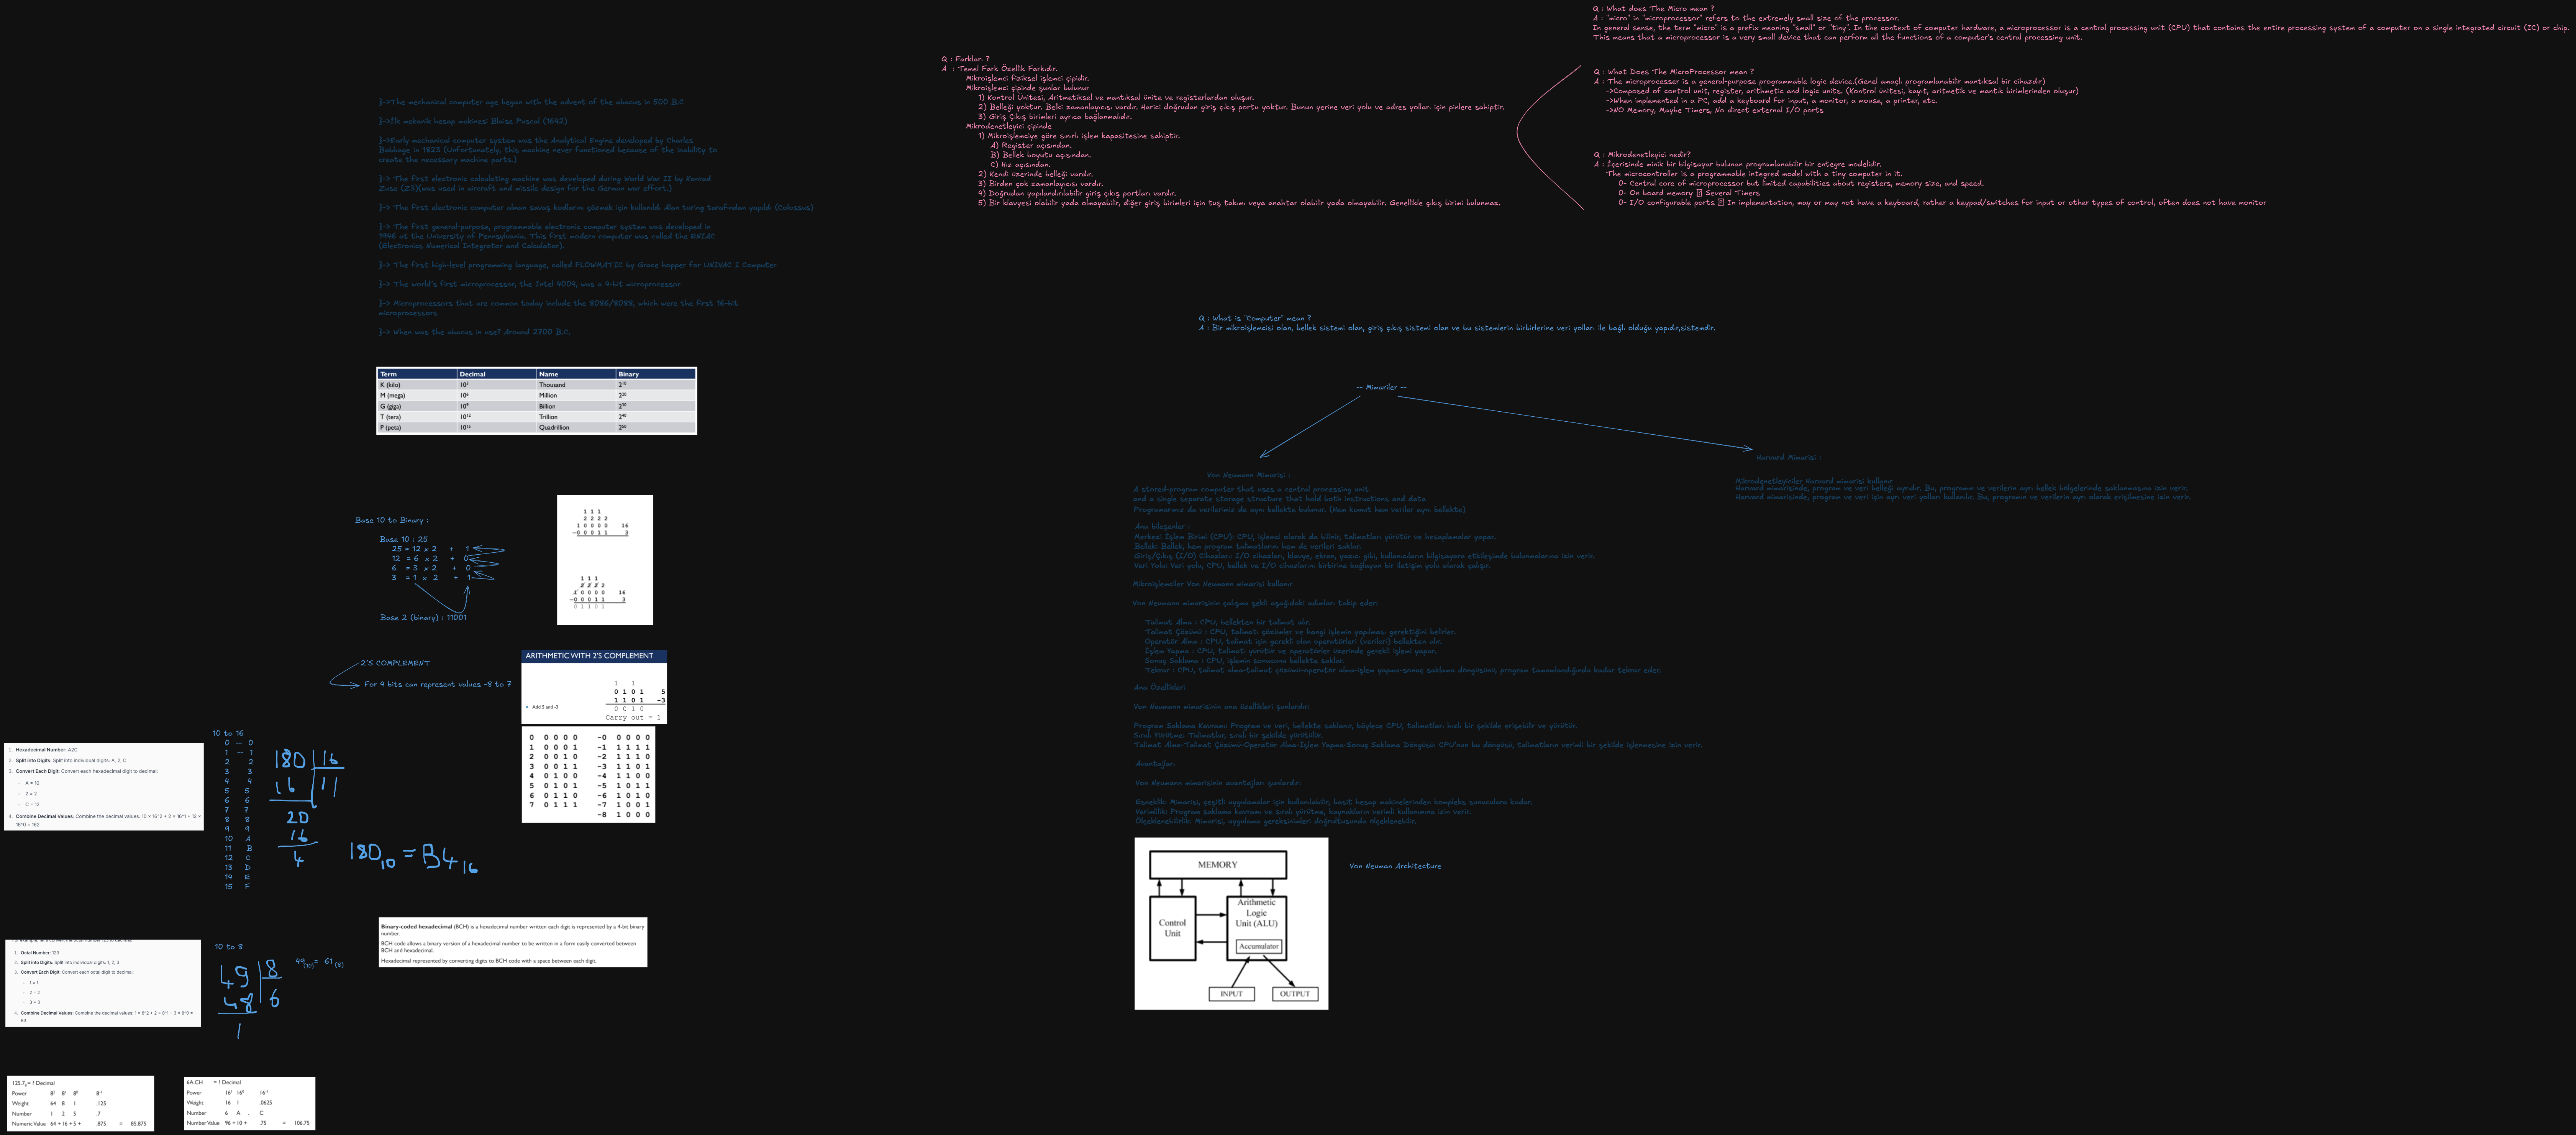 Q : What does The Micro mean ?
A : "micro" in "microprocessor" refers to the extremely small size of the processor.
In general sense, the term "micro" is a prefix meaning "small" or "tiny". In the context of computer hardware, a microprocessor is a central processing unit (CPU) that contains the entire processing system of a computer on a single integrated circuit (IC) or chip.
This means that a microprocessor is a very small device that can perform all the functions of a computer's central processing unit.
Q : Farkları ?
A : Temel Fark Özellik Farkıdır.
Mikroişlemci fiziksel işlemci çipidir.
Mikroişlemci çipinde şunlar bulunur
1) Kontrol Ünitesi, Aritmetiksel ve mantıksal ünite ve registerlardan oluşur.
2) Belleği yoktur. Belki zamanlayıcısı vardır. Harici doğrudan giriş çıkış portu yoktur. Bunun yerine veri yolu ve adres yolları için pinlere sahiptir.
3) Giriş Çıkış birimleri ayrıca bağlanmalıdır.
Mikrodenetleyici çipinde
1) Mikroişlemciye göre sınırlı işlem kapasitesine sahiptir.
A) Register açısından.
B) Bellek boyutu açısından.
C) Hız açısından.
2) Kendi üzerinde belleği vardır.
3) Birden çok zamanlayıcısı vardır.
4) Doğrudan yapılandırılabilir giriş çıkış portları vardır.
5) Bir klavyesi olabilir yada olmayabilir, diğer giriş birimleri için tuş takımı veya anahtar olabilir yada olmayabilir. Genellikle çıkış birimi bulunmaz.
Q : What Does The MicroProcessor mean ?
A : The microprocesser is a general-purpose programmable logic device.(Genel amaçlı programlanabilir mantıksal bir cihazdır)
->Composed of control unit, register, arithmetic and logic units. (Kontrol ünitesi, kayıt, aritmetik ve mantık birimlerinden oluşur)
->When implemented in a PC, add a keyboard for input, a monitor, a mouse, a printer, etc.
->NO Memory, Maybe Timers, No direct external I/O ports
Q : Mikrodenetleyici nedir?
A : İçerisinde minik bir bilgisayar bulunan programlanabilir bir entegre modelidir.
The microcontroller is a programmable integred model with a tiny computer in it.
0- Central core of microprocessor but limited capabilities about registers, memory size, and speed.
0- On board memory Several Timers
0- I/O configurable ports In implementation, may or may not have a keyboard, rather a keypad/switches for input or other types of control, often does not have monitor
}->The mechanical computer age began with the advent of the abacus in 500 B.C
}->İlk mekanik hesap makinesi Blaise Pascal (1642)
}->Early mechanical computer system was the Analytical Engine developed by Charles
Babbage in 1823 (Unfortunately, this machine never functioned because of the inability to
create the necessary machine parts.)
}-> The first electronic calculating machine was developed during World War II by Konrad
Zuse (Z3)(was used in aircraft and missile design for the German war effort.)
}-> The first electronic computer alman savaş kodlarını çözmek için kullanıldı. Alan turing tarafından yapıldı (Colossus)
}-> The first general-purpose, programmable electronic computer system was developed in
1946 at the University of Pennsylvania. This first modern computer was called the ENIAC
(Electronics Numerical Integrator and Calculator).
}-> The first high-level programming language, called FLOWMATIC by Grace hopper for UNIVAC I Computer
}-> The world's first microprocessor, the Intel 4004, was a 4-bit microprocessor
}-> Microprocessors that are common today include the 8086/8088, which were the first 16-bit
microprocessors
}-> When was the abacus in use? Around 2700 B.C.
Q : What is "Computer" mean ?
A : Bir mikroişlemcisi olan, bellek sistemi olan, giriş çıkış sistemi olan ve bu sistemlerin birbirlerine veri yolları ile bağlı olduğu yapıdır,sistemdir.
Term Decimal Name Binary
K (kilo) 10³ Thousand 2¹⁰
M (mega) 10⁶ Million 2²⁰
G (giga) 10⁹ Billion 2³⁰
T (tera) 10¹² Trillion 2⁴⁰
P (peta) 10¹⁵ Quadrillion 2⁵⁰
-- Mimariler --
Von Neumann Mimarisi :
A stored-program computer that uses a central processing unit
and a single separate storage structure that hold both instructions and data
Programımız da verilerimiz de aynı bellekte bulunur. (Hem komut hem veriler aynı bellekte)
Ana bileşenler :
Merkezi İşlem Birimi (CPU): CPU, işlemci olarak da bilinir, talimatları yürütür ve hesaplamalar yapar.
Bellek: Bellek, hem program talimatlarını hem de verileri saklar.
Giriş/Çıkış (I/O) Cihazları: I/O cihazları, klavye, ekran, yazıcı gibi, kullanıcıların bilgisayara etkileşimde bulunmalarına izin verir.
Veri Yolu: Veri yolu, CPU, bellek ve I/O cihazlarını birbirine bağlayan bir iletişim yolu olarak çalışır.
Mikroişlemciler Von Neumann mimarisi kullanır
Von Neumann mimarisinin çalışma şekli aşağıdaki adımları takip eder:
Talimat Alma : CPU, bellekten bir talimat alır.
Talimat Çözümü : CPU, talimatı çözümler ve hangi işlemin yapılması gerektiğini belirler.
Operatör Alma : CPU, talimat için gerekli olan operatörleri (verileri) bellekten alır.
İşlem Yapma : CPU, talimatı yürütür ve operatörler üzerinde gerekli işlemi yapar.
Sonuç Saklama : CPU, işlemin sonucunu bellekte saklar.
Tekrar : CPU, talimat alma-talimat çözümü-operatör alma-işlem yapma-sonuç saklama döngüsünü, program tamamlandığında kadar tekrar eder.
Ana Özellikleri
Von Neumann mimarisinin ana özellikleri şunlardır:
Program Saklama Kavramı: Program ve veri, bellekte saklanır, böylece CPU, talimatları hızlı bir şekilde erişebilir ve yürütür.
Sıralı Yürütme: Talimatlar, sıralı bir şekilde yürütülür.
Talimat Alma-Talimat Çözümü-Operatör Alma-İşlem Yapma-Sonuç Saklama Döngüsü: CPU'nun bu döngüsü, talimatların verimli bir şekilde işlenmesine izin verir.
Avantajlar:
Von Neumann mimarisinin avantajları şunlardır:
Esneklik: Mimarisi, çeşitli uygulamalar için kullanılabilir, basit hesap makinelerinden kompleks sunuculara kadar.
Verimlilik: Program saklama kavramı ve sıralı yürütme, kaynakların verimli kullanımına izin verir.
Ölçeklenebilirlik: Mimarisi, uygulama gereksinimleri doğrultusunda ölçeklenebilir.
Harvard Mimarisi :
Mikrodenetleyiciler Harvard mimarisi kullanır
Harvard mimarisinde, program ve veri belleği ayrıdır. Bu, programın ve verilerin ayrı bellek bölgelerinde saklanmasına izin verir.
Harvard mimarisinde, program ve veri için ayrı veri yolları kullanılır. Bu, programın ve verilerin ayrı olarak erişilmesine izin verir.
MEMORY
Control
Unit
Arithmetic
Logic
Unit (ALU)
Accumulator
INPUT OUTPUT
Von Neuman Architecture
Base 10 to Binary :
Base 10 : 25
25 = 12 x 2 + 1
12 = 6 x 2 + 0
6 = 3 x 2 + 0
3 = 1 x 2 + 1
Base 2 (binary) : 11001
1 1 1
2 2 2 2
1 0 0 0 0 16
-0 0 0 1 1 3
1 1 1
2 2 2 2
1 0 0 0 0 16
-0 0 0 1 1 3
0 1 1 0 1
2'S COMPLEMENT
For 4 bits can represent values -8 to 7
ARITHMETIC WITH 2'S COMPLEMENT
Add 5 and -3
1 1
0 1 0 1 5
1 1 0 1 -3
0 0 1 0
Carry out = 1
0 0 0 0 0 -0 0 0 0 0
1 0 0 0 1 -1 1 1 1 1
2 0 0 1 0 -2 1 1 1 0
3 0 0 1 1 -3 1 1 0 1
4 0 1 0 0 -4 1 1 0 0
5 0 1 0 1 -5 1 0 1 1
6 0 1 1 0 -6 1 0 1 0
7 0 1 1 1 -7 1 0 0 1
-8 1 0 0 0
1. Hexadecimal Number: A2C
2. Split into Digits: Split into individual digits: A, 2, C
3. Convert Each Digit: Convert each hexadecimal digit to decimal:
- A = 10
- 2 = 2
- C = 12
4. Combine Decimal Values: Combine the decimal values: 10 * 16^2 + 2 * 16^1 + 12 *
16^0 = 162
10 to 16
0 - 0
1 - 1
2 2
3 3
4 4
5 5
6 6
7 7
8 8
9 9
10 A
11 B
12 C
13 D
14 E
15 F
180 16
16 11
20
16
4
180₁₀ = B4₁₆
Binary-coded hexadecimal (BCH) is a hexadecimal number written each digit is represented by a 4-bit binary
number.
BCH code allows a binary version of a hexadecimal number to be written in a form easily converted between
BCH and hexadecimal.
Hexadecimal represented by converting digits to BCH code with a space between each digit.
1. Octal Number: 123
2. Split into Digits: Split into individual digits: 1, 2, 3
3. Convert Each Digit: Convert each octal digit to decimal:
- 1 = 1
- 2 = 2
- 3 = 3
4. Combine Decimal Values: Combine the decimal values: 1 * 8^2 + 2 * 8^1 + 3 * 8^0 =
83
10 to 8
49 8
48 6
1
49(10)= 61 (8)
125.7₈= ? Decimal
Power 8² 8¹ 8⁰ 8⁻¹
Weight 64 8 1 .125
Number 1 2 5 .7
Numeric Value 64 + 16 + 5 + .875 = 85.875
6A.CH = ? Decimal
Power 16¹ 16⁰ 16⁻¹
Weight 16 1 .0625
Number 6 A . C
Number Value 96 + 10 + .75 = 106.75